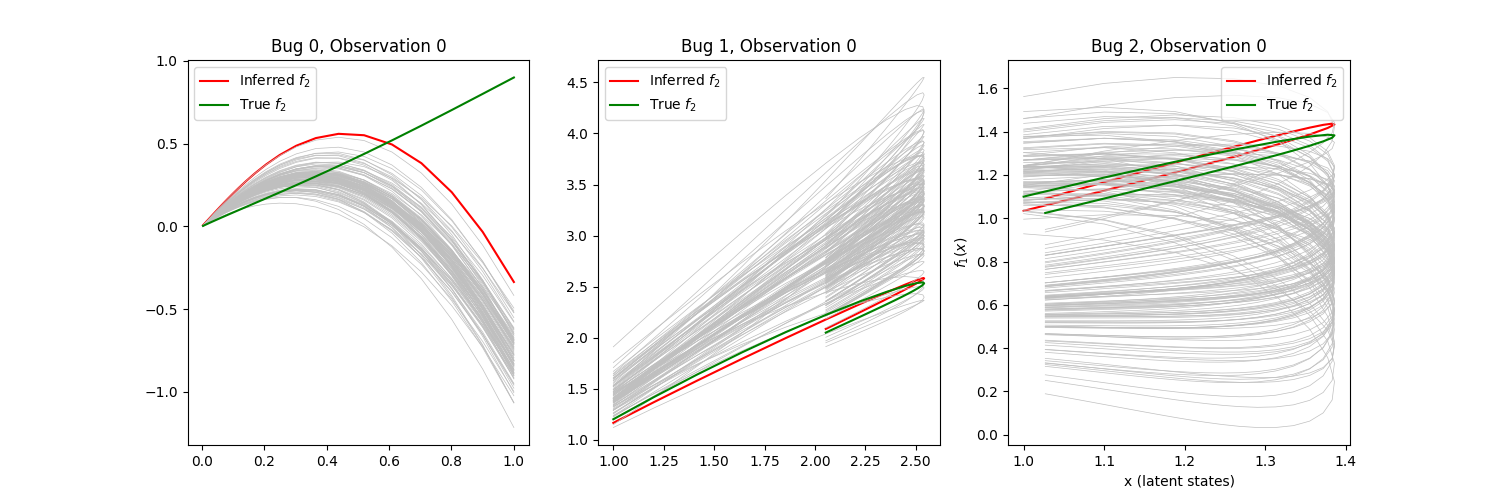 Bug 0, Observation 0
Inferred f₂
True f₂
1.0
0.5
0.0
−0.5
−1.0
0.0 0.2 0.4 0.6 0.8 1.0
Bug 1, Observation 0
Inferred f₂
True f₂
4.5
4.0
3.5
3.0
2.5
2.0
1.5
1.0
1.00 1.25 1.50 1.75 2.00 2.25 2.50
Bug 2, Observation 0
Inferred f₂
True f₂
f₁(x)
1.6
1.4
1.2
1.0
0.8
0.6
0.4
0.2
0.0
1.0 1.1 1.2 1.3 1.4
x (latent states)